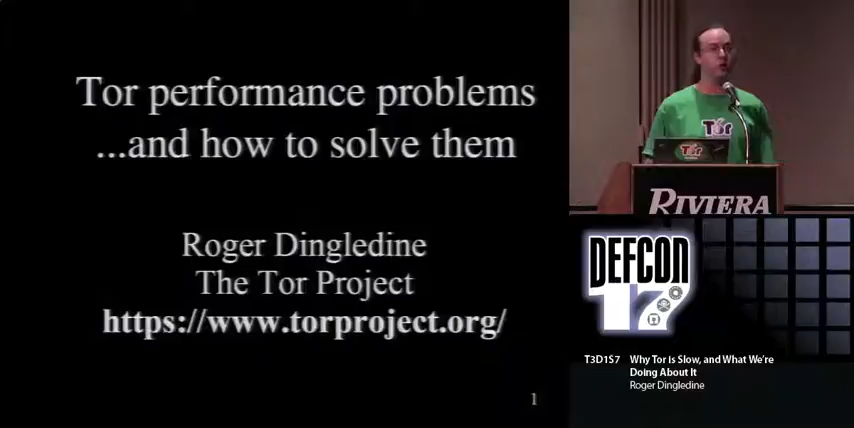 Tor performance problems
...and how to solve them
Roger Dingledine
The Tor Project
https://www.torproject.org/
1
Tor
Tor
RIVIERA
DEFCON
17
T3D1S7 Why Tor is Slow, and What We're
Doing About It
Roger Dingledine